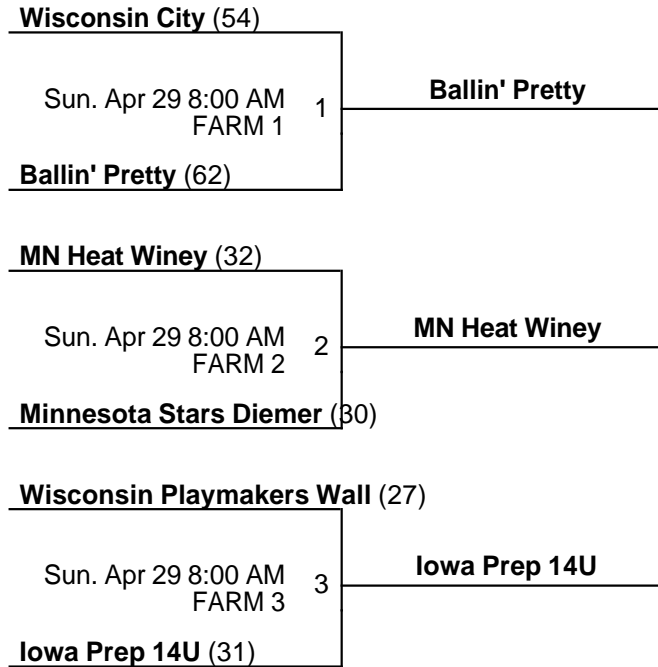 Wisconsin City (54)
Sun. Apr 29 8:00 AM
FARM 1
1
Ballin' Pretty
Ballin' Pretty (62)
MN Heat Winey (32)
Sun. Apr 29 8:00 AM
FARM 2
2
MN Heat Winey
Minnesota Stars Diemer (30)
Wisconsin Playmakers Wall (27)
Sun. Apr 29 8:00 AM
FARM 3
3
Iowa Prep 14U
Iowa Prep 14U (31)